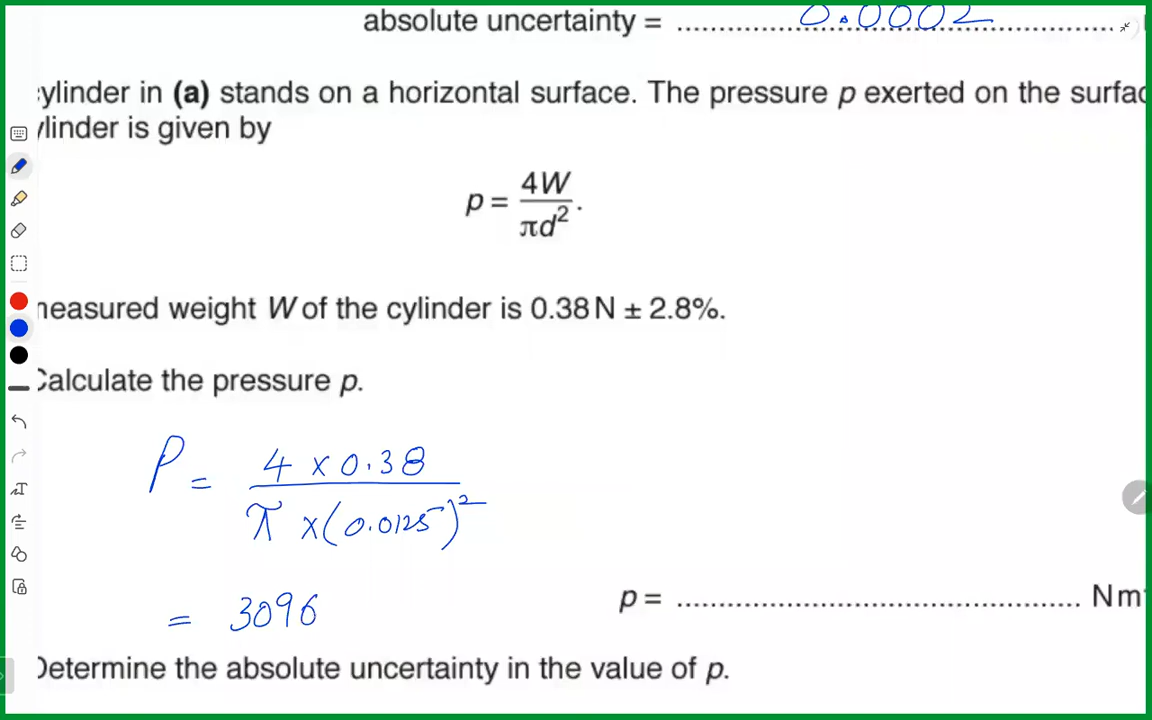 absolute uncertainty = ........ 0.0002 ........
ylinder in (a) stands on a horizontal surface. The pressure p exerted on the surfac
ylinder is given by
p = 4W / πd².
neasured weight W of the cylinder is 0.38 N ± 2.8%.
Calculate the pressure p.
P = 4 × 0.38 / π × (0.0125)²
= 3096
p = ................................................ N m
Determine the absolute uncertainty in the value of p.